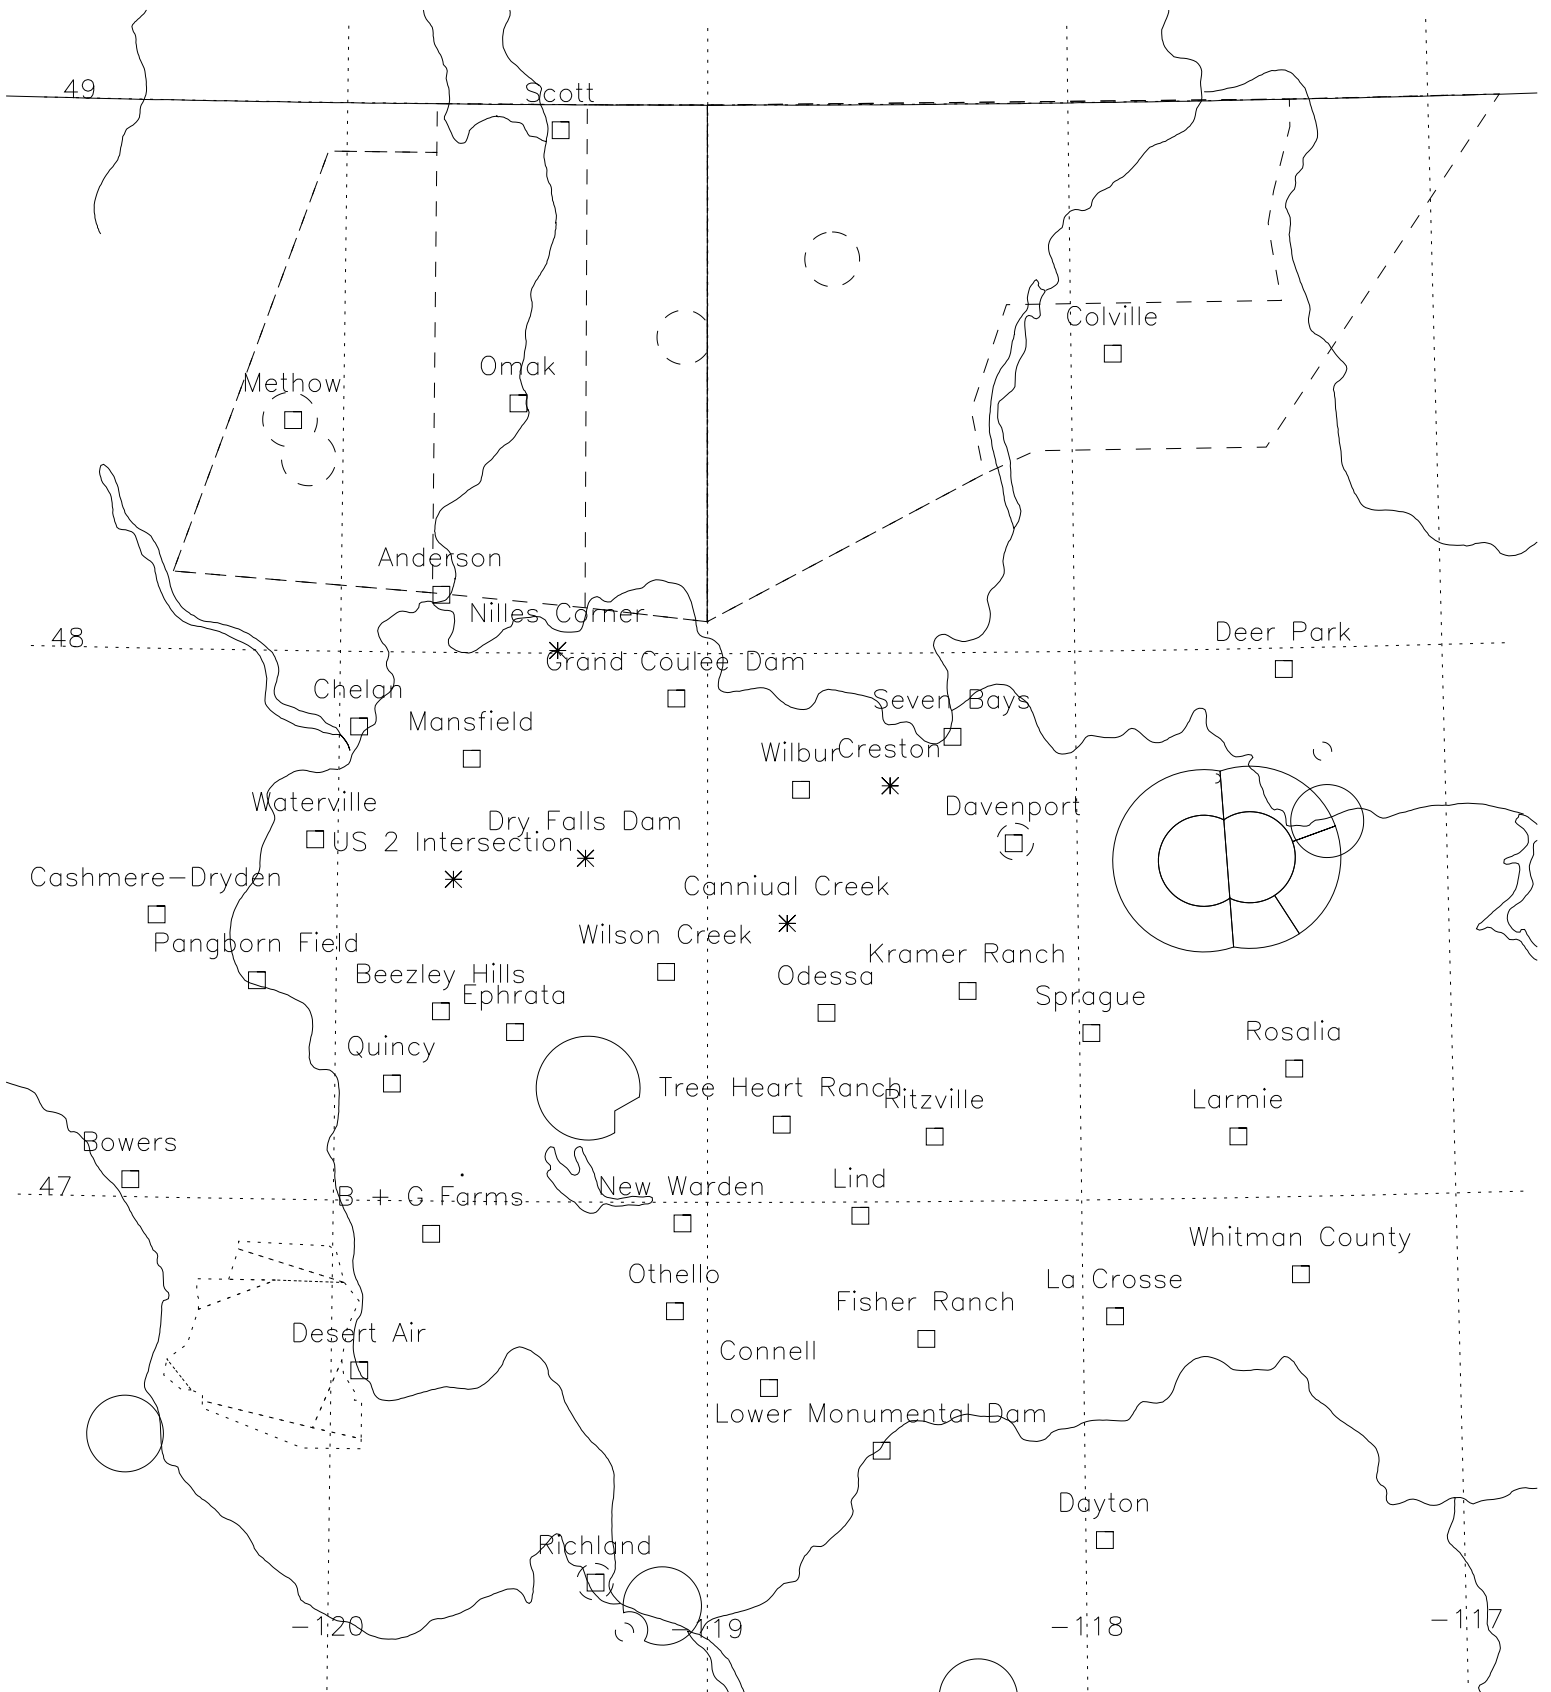 49
Scott
Colville
Omak
Methow
Anderson
Nilles Corner
48
Deer Park
Grand Coulee Dam
Chelan
Seven Bays
Mansfield
Wilbur
Creston
Waterville
Davenport
Dry Falls Dam
US 2 Intersection
Cashmere-Dryden
Canniual Creek
Wilson Creek
Pangborn Field
Kramer Ranch
Beezley Hills
Odessa
Ephrata
Sprague
Rosalia
Quincy
Tree Heart Ranch
Ritzville
Larmie
Bowers
Lind
47
New Warden
B + G Farms
Whitman County
Othello
La Crosse
Fisher Ranch
Desert Air
Connell
Lower Monumental Dam
Dayton
Richland
-120
-119
-118
-117